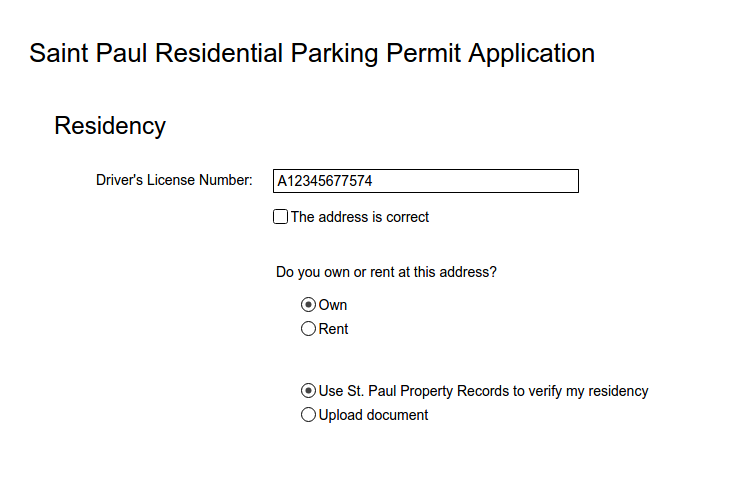 Saint Paul Residential Parking Permit Application
Residency
Driver's License Number: A12345677574
The address is correct
Do you own or rent at this address?
Own
Rent
Use St. Paul Property Records to verify my residency
Upload document